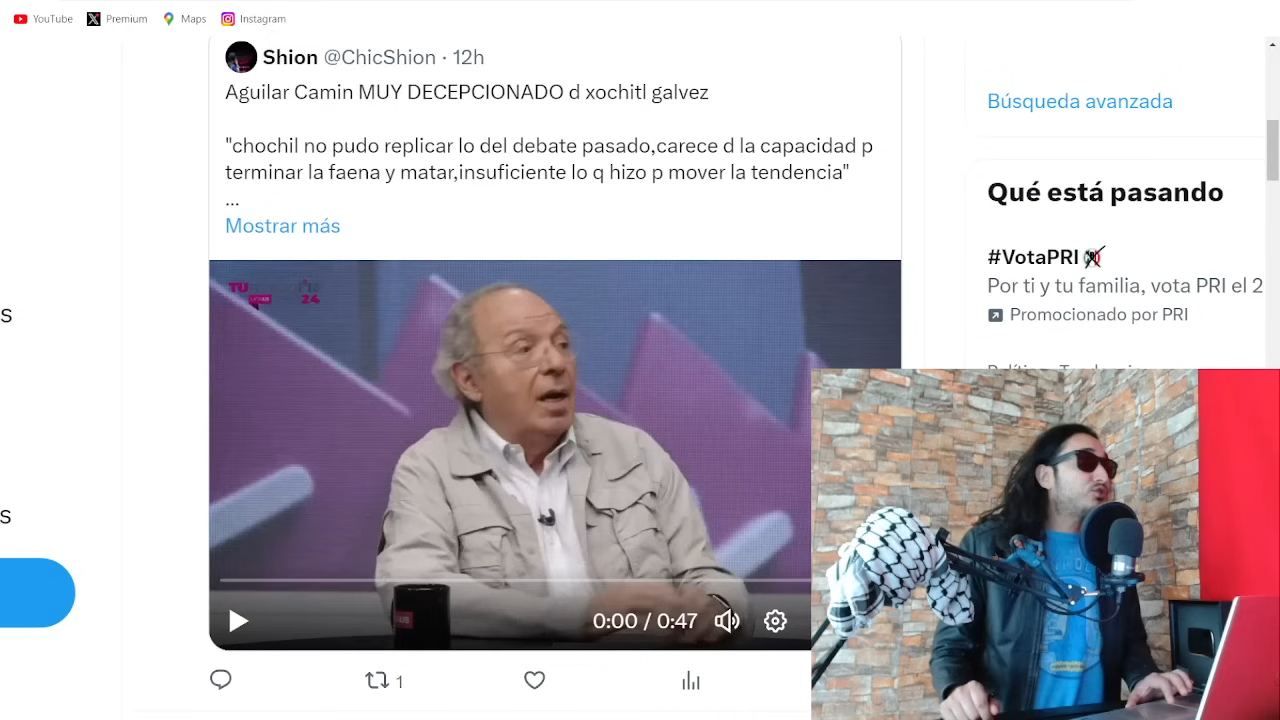 YouTube
Premium
Maps
Instagram
Shion @ChicShion · 12h
Aguilar Camin MUY DECEPCIONADO d xochitl galvez
"chochil no pudo replicar lo del debate pasado,carece d la capacidad p
terminar la faena y matar,insuficiente lo q hizo p mover la tendencia"
...
Mostrar más
TU
24
0:00 / 0:47
1
s
s
Búsqueda avanzada
Qué está pasando
#VotaPRI
Por ti y tu familia, vota PRI el 2
Promocionado por PRI